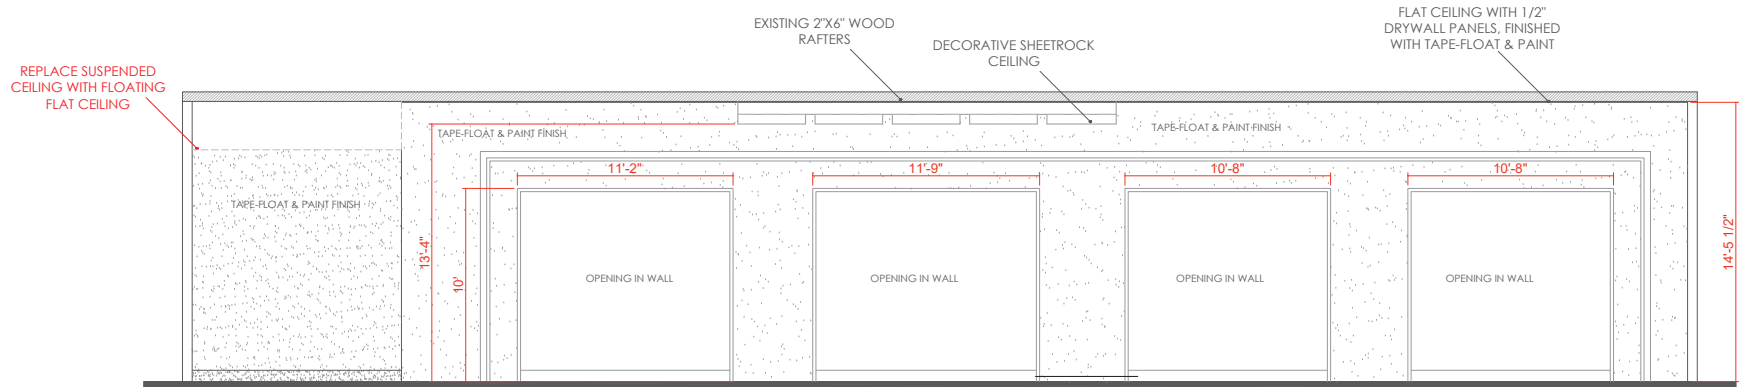 EXISTING 2"X6" WOOD
RAFTERS
FLAT CEILING WITH 1/2"
DRYWALL PANELS, FINISHED
WITH TAPE-FLOAT & PAINT
DECORATIVE SHEETROCK
CEILING
REPLACE SUSPENDED
CEILING WITH FLOATING
FLAT CEILING
TAPE-FLOAT & PAINT FINISH
TAPE-FLOAT & PAINT FINISH
11'-2"
11'-9"
10'-8"
10'-8"
TAPE-FLOAT & PAINT FINISH
13'-4"
10'
14'-5 1/2"
OPENING IN WALL
OPENING IN WALL
OPENING IN WALL
OPENING IN WALL